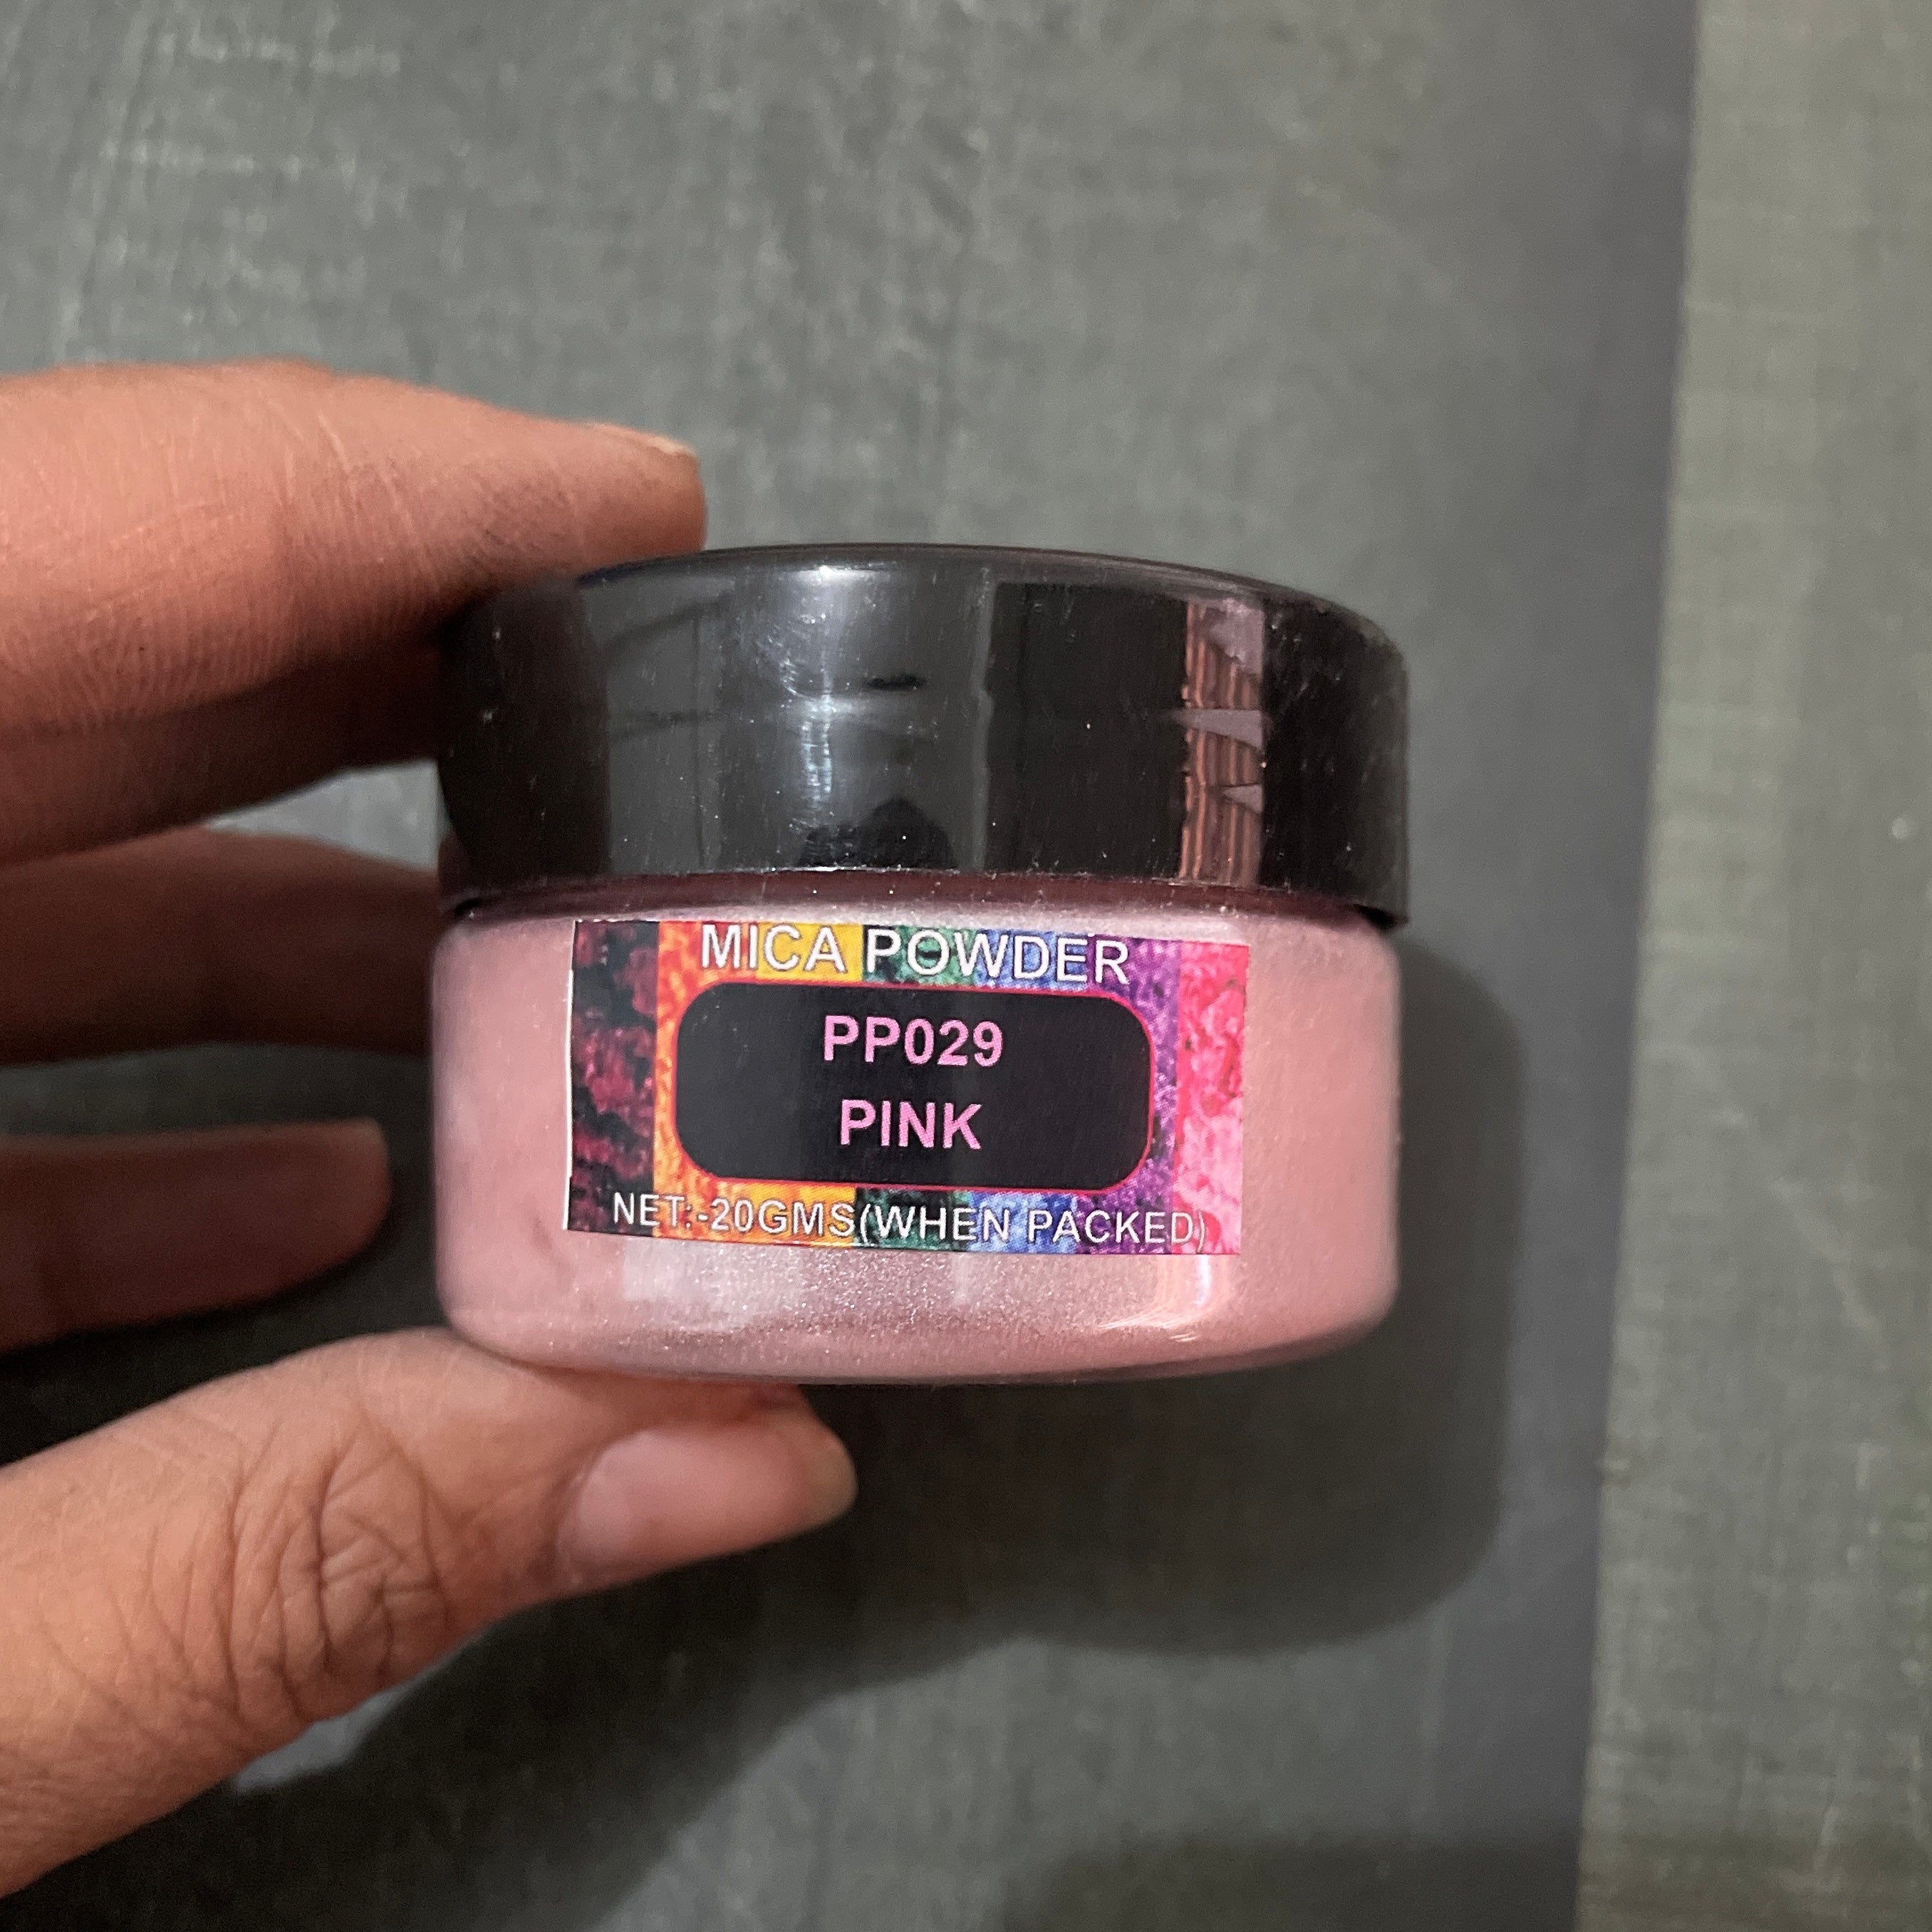 MICA POWDER
PP029
PINK
NET:-20GMS(WHEN PACKED)